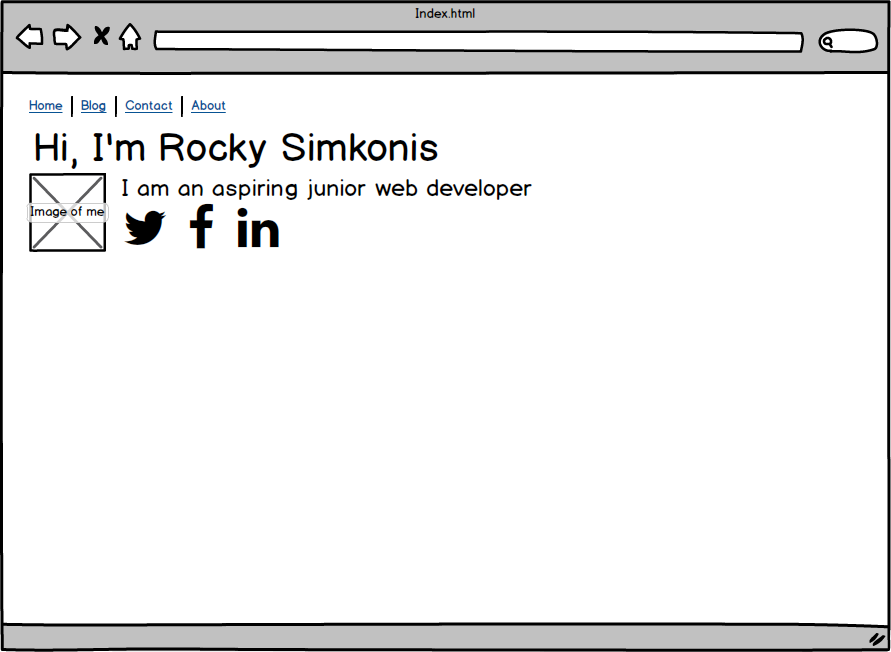 Index.html
Home | Blog | Contact | About
Hi, I'm Rocky Simkonis
I am an aspiring junior web developer
Image of me